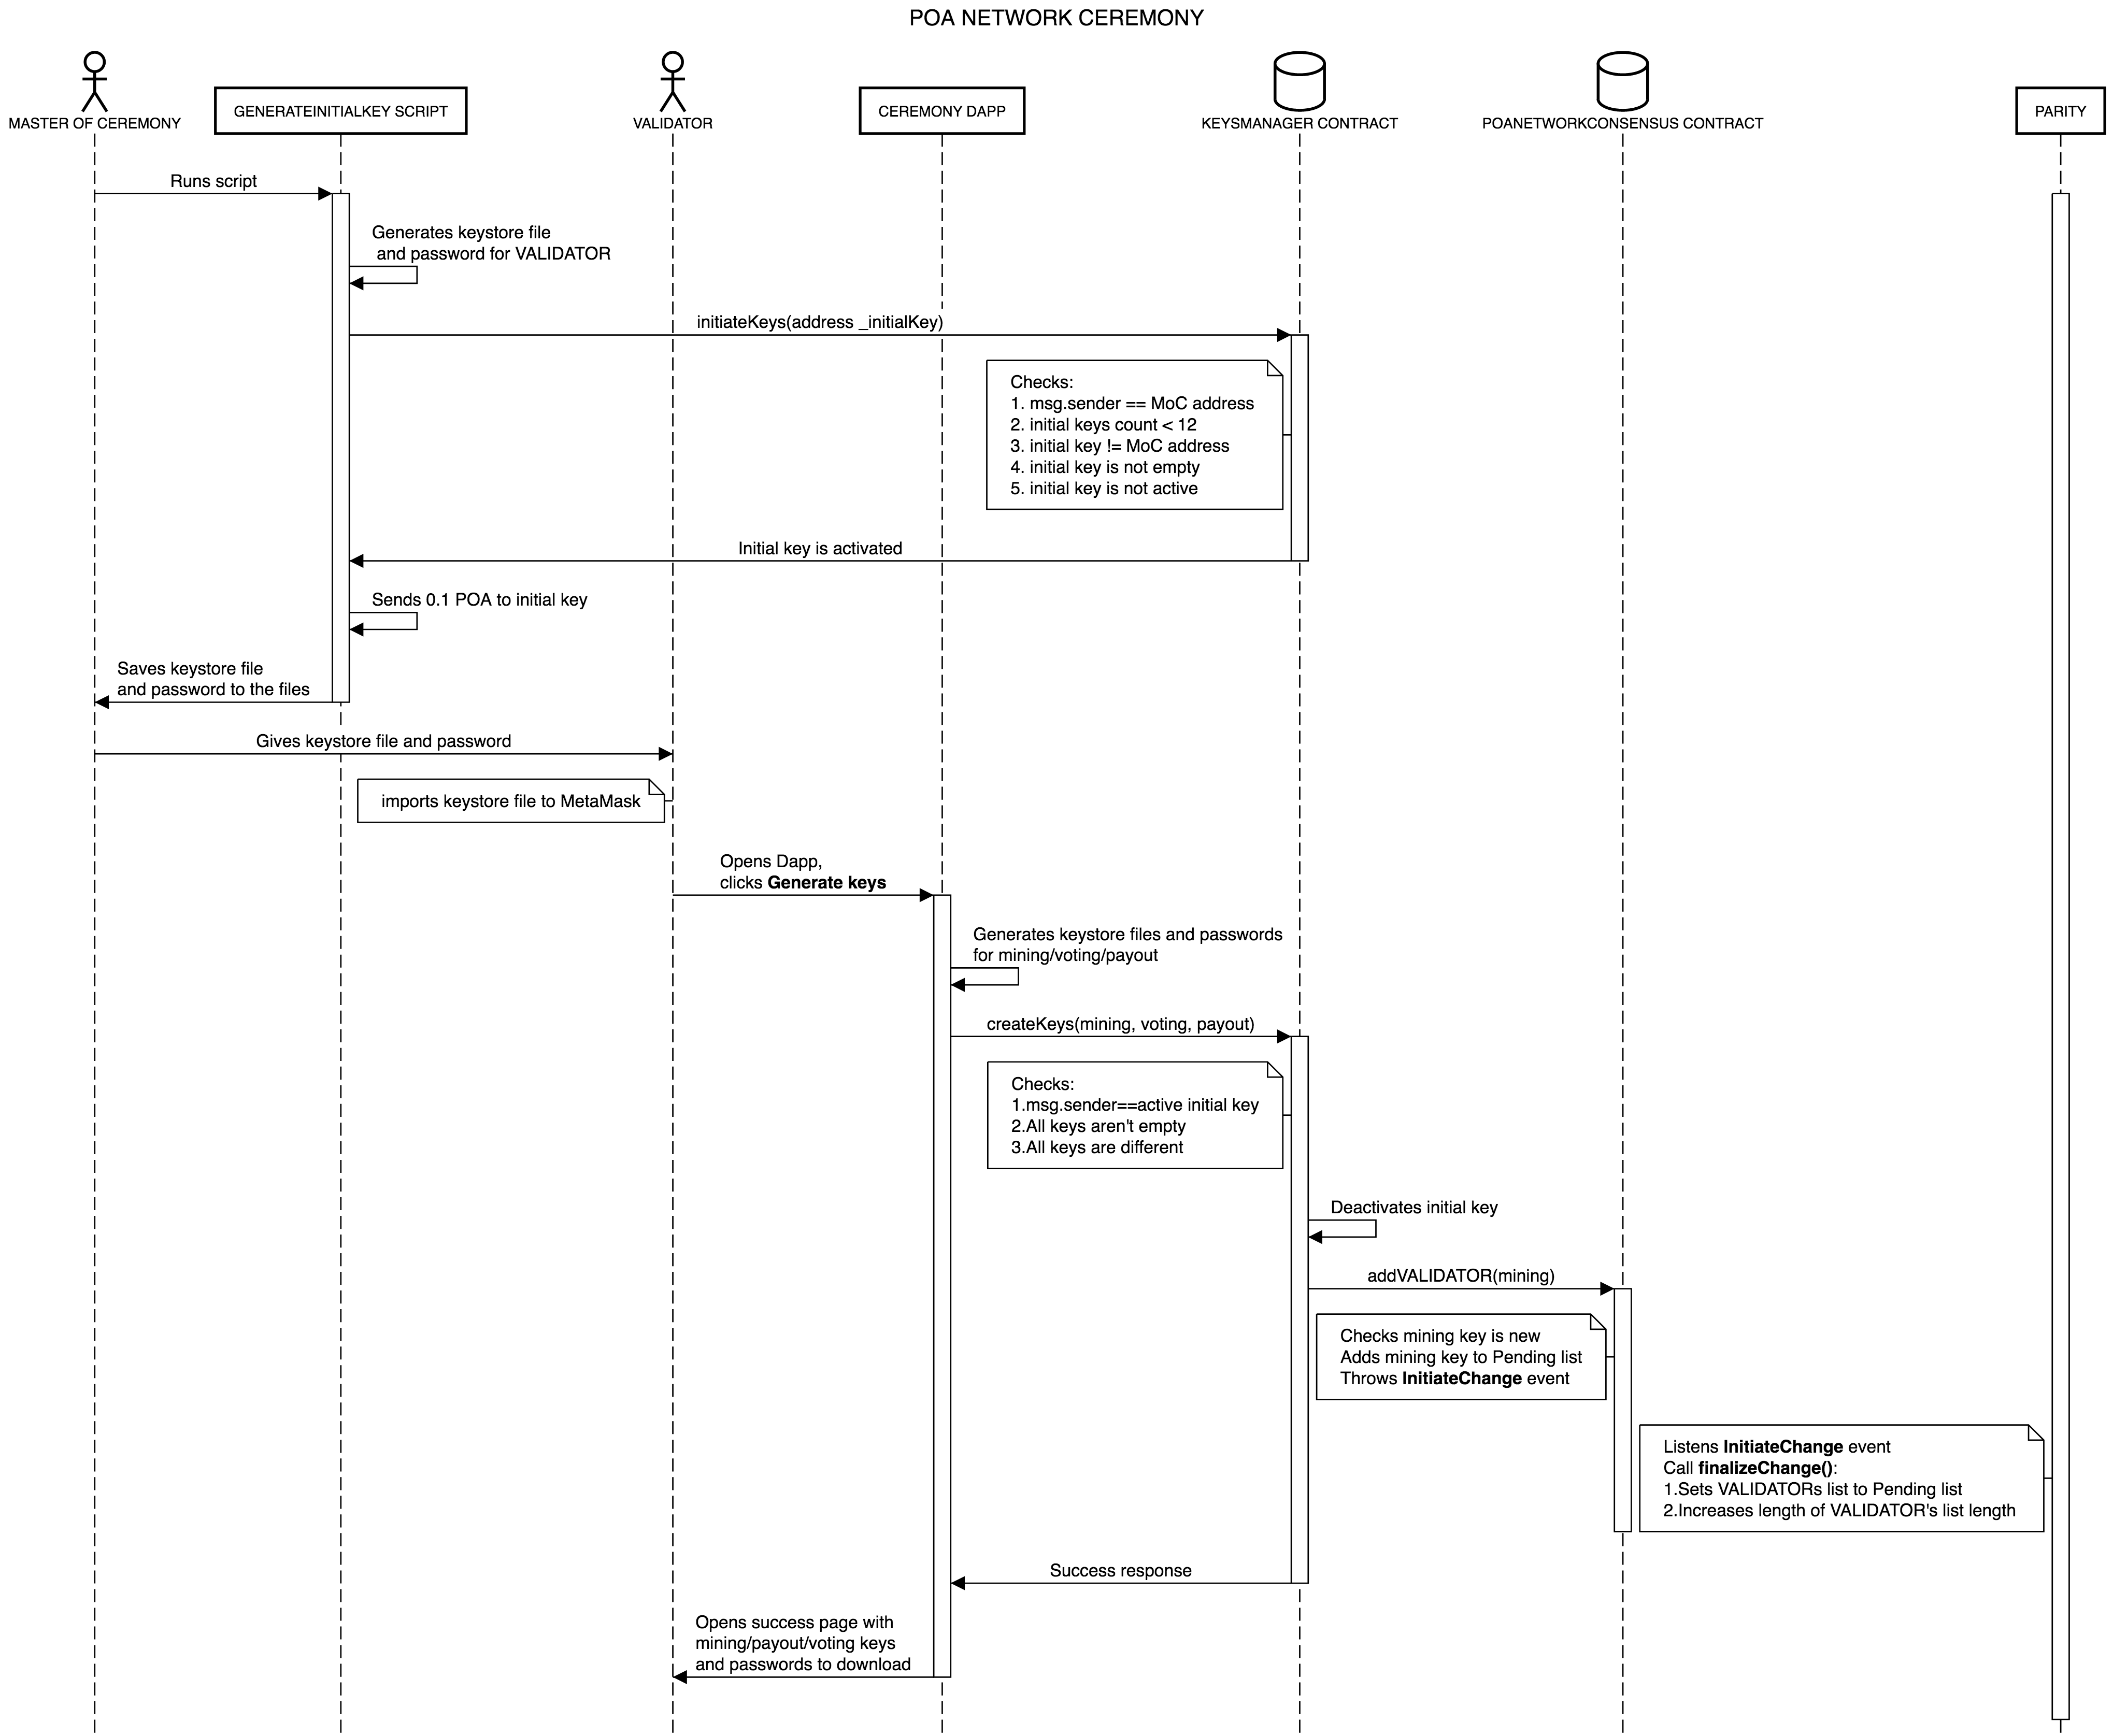 POA NETWORK CEREMONY
MASTER OF CEREMONY
GENERATEINITIALKEY SCRIPT
VALIDATOR
CEREMONY DAPP
KEYSMANAGER CONTRACT
POANETWORKCONSENSUS CONTRACT
PARITY
Runs script
Generates keystore file
and password for VALIDATOR
initiateKeys(address _initialKey)
Checks:
1. msg.sender == MoC address
2. initial keys count < 12
3. initial key != MoC address
4. initial key is not empty
5. initial key is not active
Initial key is activated
Sends 0.1 POA to initial key
Saves keystore file
and password to the files
Gives keystore file and password
imports keystore file to MetaMask
Opens Dapp,
clicks Generate keys
Generates keystore files and passwords
for mining/voting/payout
createKeys(mining, voting, payout)
Checks:
1.msg.sender==active initial key
2.All keys aren't empty
3.All keys are different
Deactivates initial key
addVALIDATOR(mining)
Checks mining key is new
Adds mining key to Pending list
Throws InitiateChange event
Listens InitiateChange event
Call finalizeChange():
1.Sets VALIDATORs list to Pending list
2.Increases length of VALIDATOR's list length
Success response
Opens success page with
mining/payout/voting keys
and passwords to download